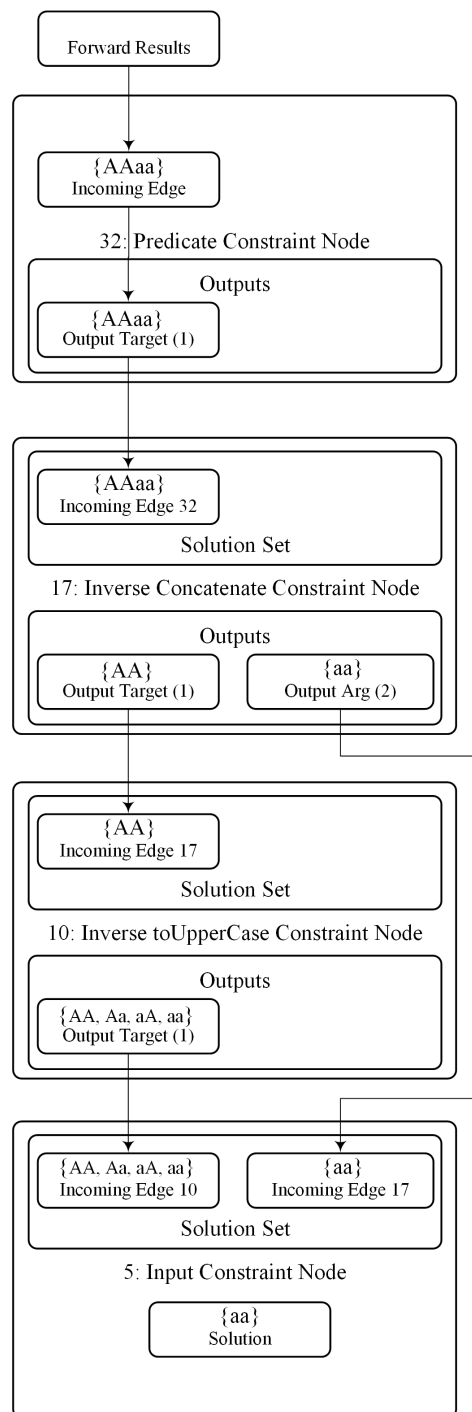 Forward Results
{AAaa}
Incoming Edge
32: Predicate Constraint Node
Outputs
{AAaa}
Output Target (1)
{AAaa}
Incoming Edge 32
Solution Set
17: Inverse Concatenate Constraint Node
Outputs
{AA}
Output Target (1)
{aa}
Output Arg (2)
{AA}
Incoming Edge 17
Solution Set
10: Inverse toUpperCase Constraint Node
Outputs
{AA, Aa, aA, aa}
Output Target (1)
{AA, Aa, aA, aa}
Incoming Edge 10
{aa}
Incoming Edge 17
Solution Set
5: Input Constraint Node
{aa}
Solution